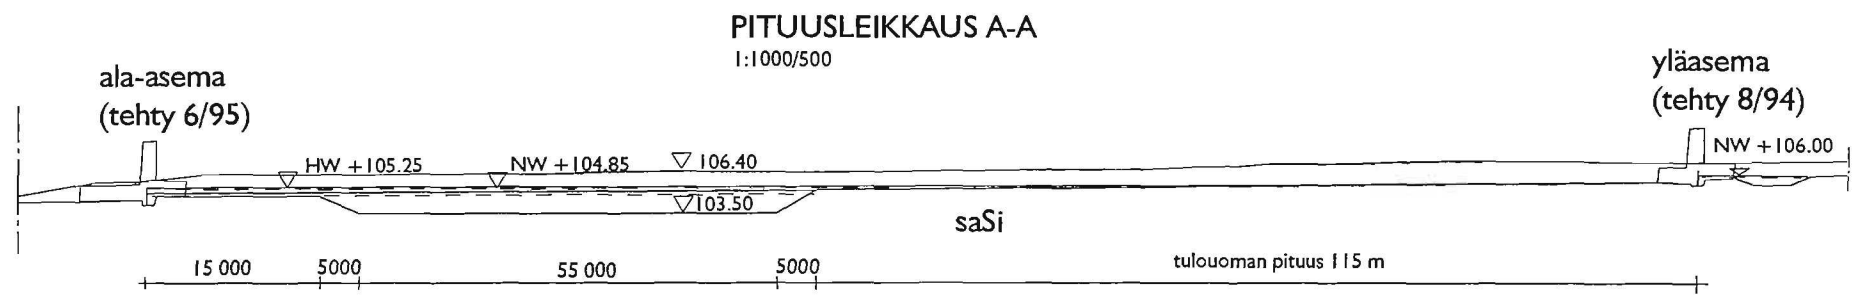 PITUUSLEIKKAUS A-A
1:1000/500
ala-asema
(tehty 6/95)
yläasema
(tehty 8/94)
HW +105.25
NW +104.85
106.40
NW +106.00
103.50
saSi
15 000
5000
55 000
5000
tulouoman pituus 115 m